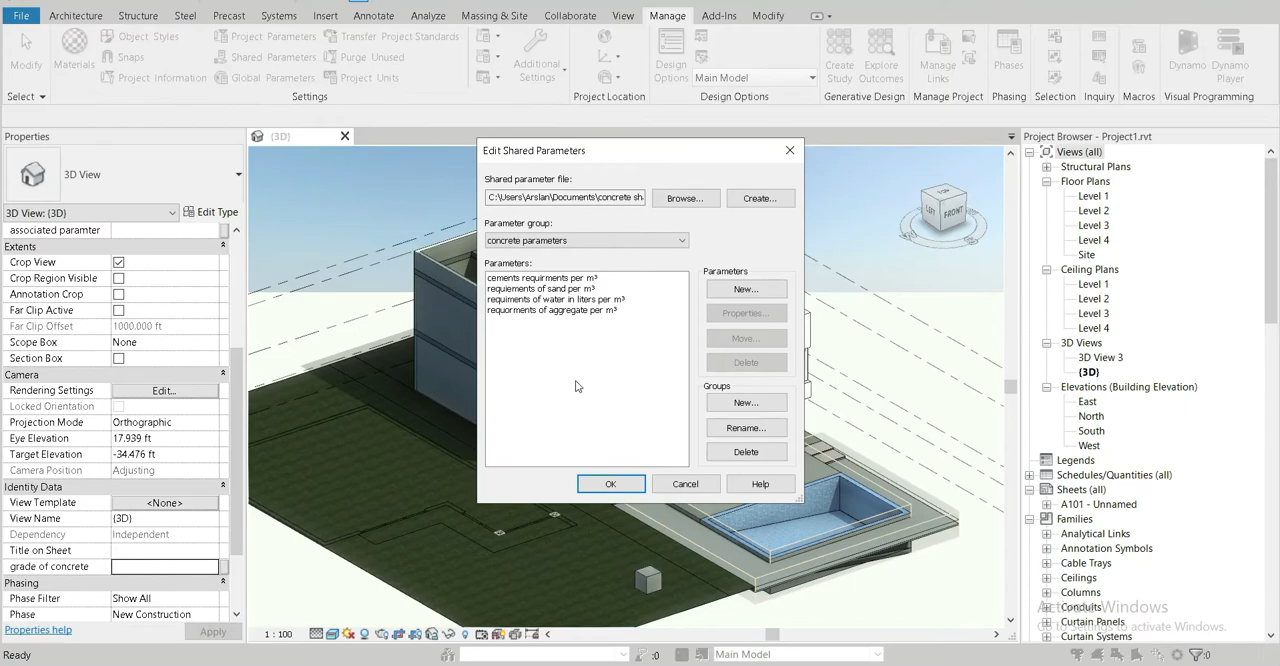 File Architecture Structure Steel Precast Systems Insert Annotate Analyze Massing & Site Collaborate View Manage Add-Ins Modify
Modify
Materials
Object Styles
Snaps
Project Information
Project Parameters
Shared Parameters
Global Parameters
Transfer Project Standards
Purge Unused
Project Units
Additional
Settings
Design
Options
Main Model
Create
Study
Explore
Outcomes
Manage
Links
Phases
Dynamo
Dynamo
Player
Select
Settings
Project Location
Design Options
Generative Design
Manage Project
Phasing
Selection
Inquiry
Macros
Visual Programming
Properties
3D View
3D View: {3D}
Edit Type
associated paramter
Extents
Crop View
Crop Region Visible
Annotation Crop
Far Clip Active
Far Clip Offset 1000.000 ft
Scope Box None
Section Box
Camera
Rendering Settings Edit...
Locked Orientation
Projection Mode Orthographic
Eye Elevation 17.939 ft
Target Elevation -34.476 ft
Camera Position Adjusting
Identity Data
View Template <None>
View Name {3D}
Dependency Independent
Title on Sheet
grade of concrete
Phasing
Phase Filter Show All
Phase New Construction
Properties help
Apply
{3D}
FRONT
Edit Shared Parameters
Shared parameter file:
C:\Users\Arslan\Documents\concrete sh
Browse...
Create...
Parameter group:
concrete parameters
Parameters:
cements requirments per m³
requiements of sand per m³
requiments of water in liters per m³
requorments of aggregate per m³
Parameters
New...
Properties...
Move...
Delete
Groups
New...
Rename...
Delete
OK
Cancel
Help
Project Browser - Project1.rvt
Views (all)
Structural Plans
Floor Plans
Level 1
Level 2
Level 3
Level 4
Site
Ceiling Plans
Level 1
Level 2
Level 3
Level 4
3D Views
3D View 3
{3D}
Elevations (Building Elevation)
East
North
South
West
Legends
Schedules/Quantities (all)
Sheets (all)
A101 - Unnamed
Families
Analytical Links
Annotation Symbols
Cable Trays
Ceilings
Columns
Conduits
Curtain Panels
Curtain Systems
Activate Windows
Go to Settings to activate Windows.
1 : 100
Ready
:0
Main Model
:0